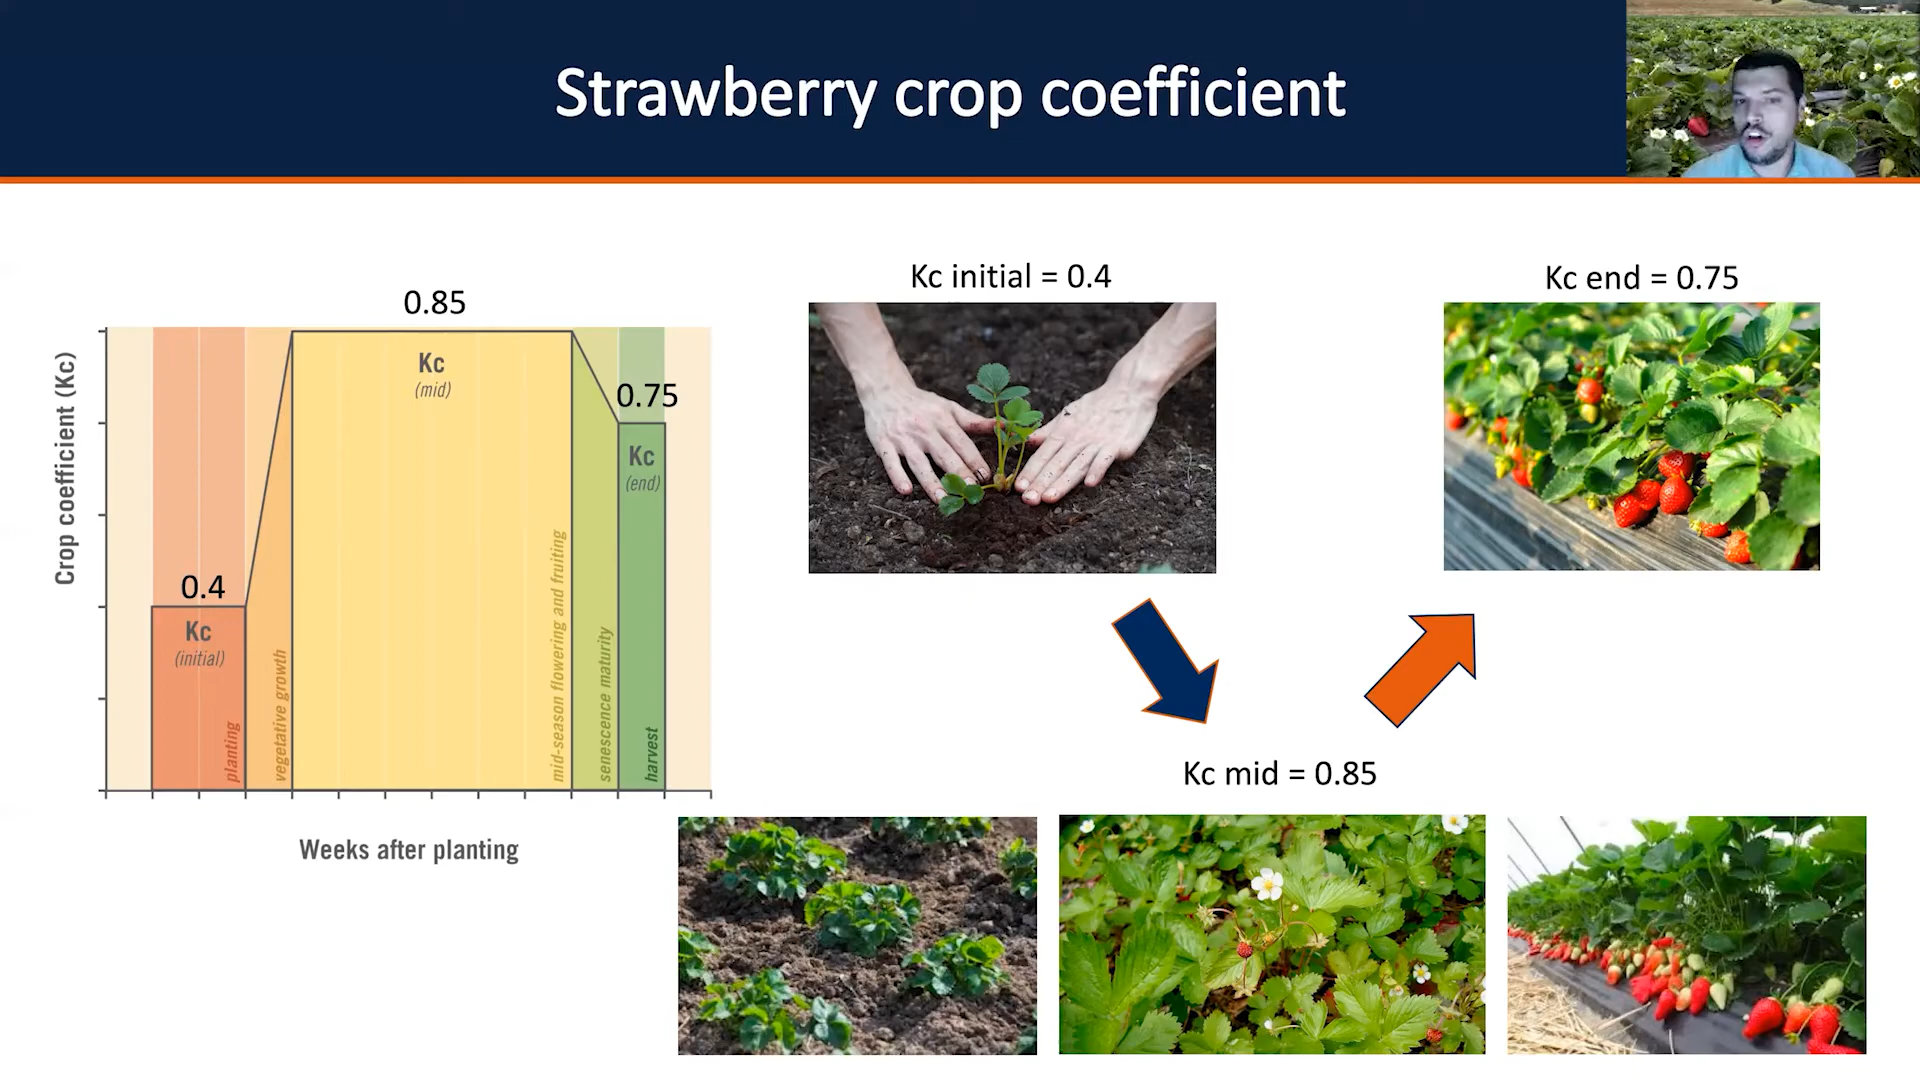 Strawberry crop coefficient
0.85
Kc
(mid)
0.75
Kc
(end)
0.4
Kc
(initial)
planting
vegetative growth
mid-season flowering and fruiting
senescence maturity
harvest
Crop coefficient (Kc)
Weeks after planting
Kc initial = 0.4
Kc end = 0.75
Kc mid = 0.85